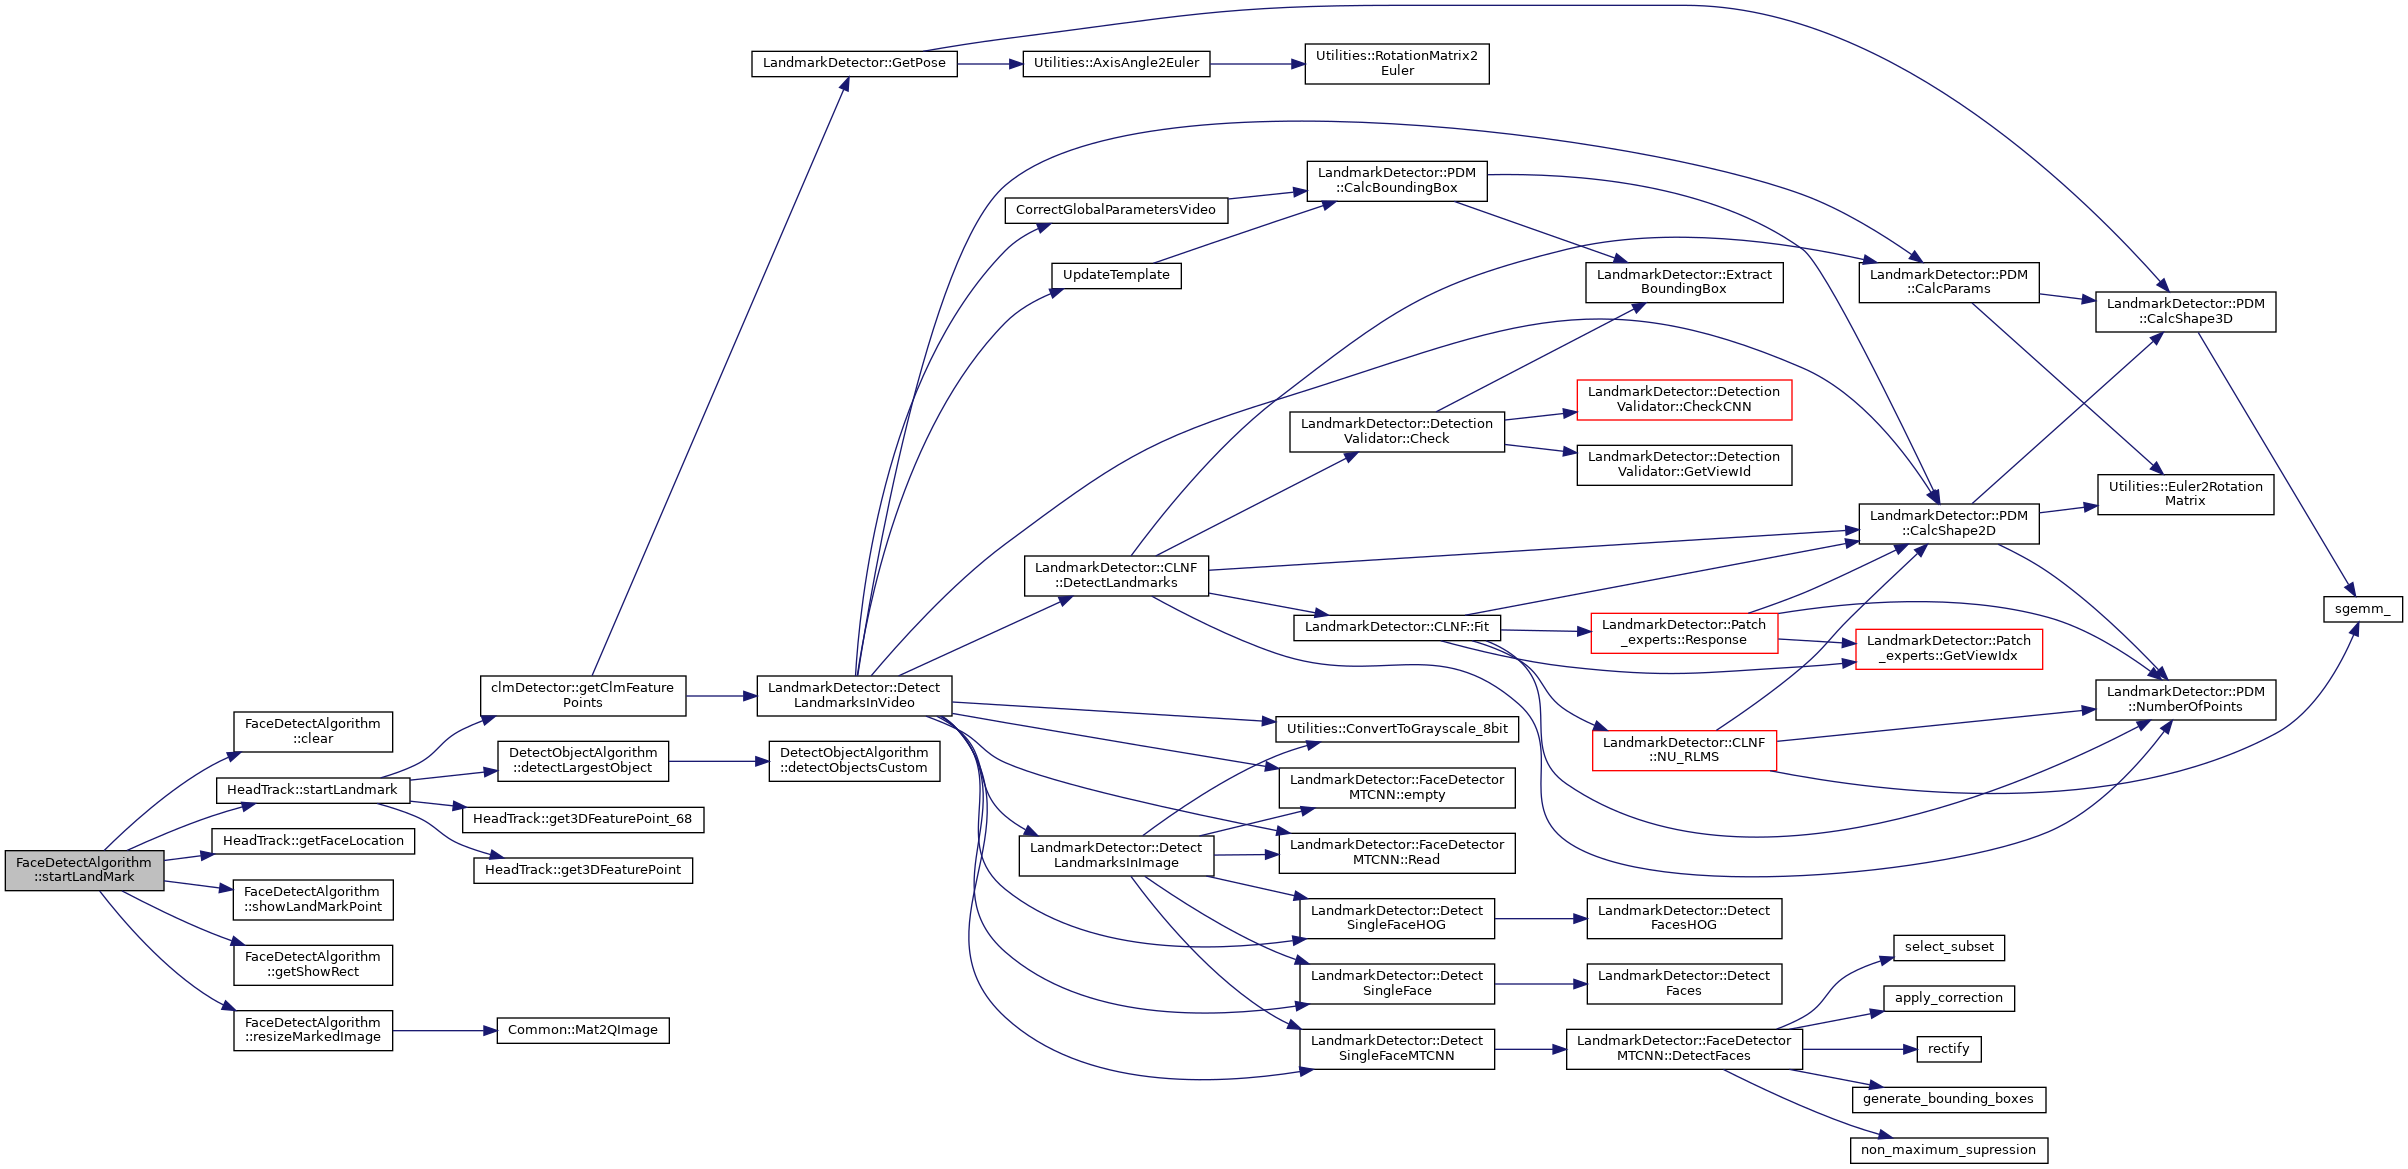 FaceDetectAlgorithm
::startLandMark
FaceDetectAlgorithm
::clear
HeadTrack::startLandmark
HeadTrack::getFaceLocation
FaceDetectAlgorithm
::showLandMarkPoint
FaceDetectAlgorithm
::getShowRect
FaceDetectAlgorithm
::resizeMarkedImage
clmDetector::getClmFeature
Points
DetectObjectAlgorithm
::detectLargestObject
HeadTrack::get3DFeaturePoint_68
HeadTrack::get3DFeaturePoint
Common::Mat2QImage
LandmarkDetector::GetPose
LandmarkDetector::Detect
LandmarksInVideo
DetectObjectAlgorithm
::detectObjectsCustom
Utilities::AxisAngle2Euler
CorrectGlobalParametersVideo
UpdateTemplate
LandmarkDetector::CLNF
::DetectLandmarks
LandmarkDetector::Detect
LandmarksInImage
Utilities::RotationMatrix2
Euler
LandmarkDetector::PDM
::CalcBoundingBox
LandmarkDetector::Detection
Validator::Check
LandmarkDetector::CLNF::Fit
Utilities::ConvertToGrayscale_8bit
LandmarkDetector::FaceDetector
MTCNN::empty
LandmarkDetector::FaceDetector
MTCNN::Read
LandmarkDetector::Detect
SingleFaceHOG
LandmarkDetector::Detect
SingleFace
LandmarkDetector::Detect
SingleFaceMTCNN
LandmarkDetector::Extract
BoundingBox
LandmarkDetector::Detection
Validator::CheckCNN
LandmarkDetector::Detection
Validator::GetViewId
LandmarkDetector::Patch
_experts::Response
LandmarkDetector::CLNF
::NU_RLMS
LandmarkDetector::Detect
FacesHOG
LandmarkDetector::Detect
Faces
LandmarkDetector::FaceDetector
MTCNN::DetectFaces
LandmarkDetector::PDM
::CalcParams
LandmarkDetector::PDM
::CalcShape2D
LandmarkDetector::Patch
_experts::GetViewIdx
select_subset
apply_correction
rectify
generate_bounding_boxes
non_maximum_supression
LandmarkDetector::PDM
::CalcShape3D
Utilities::Euler2Rotation
Matrix
LandmarkDetector::PDM
::NumberOfPoints
sgemm_